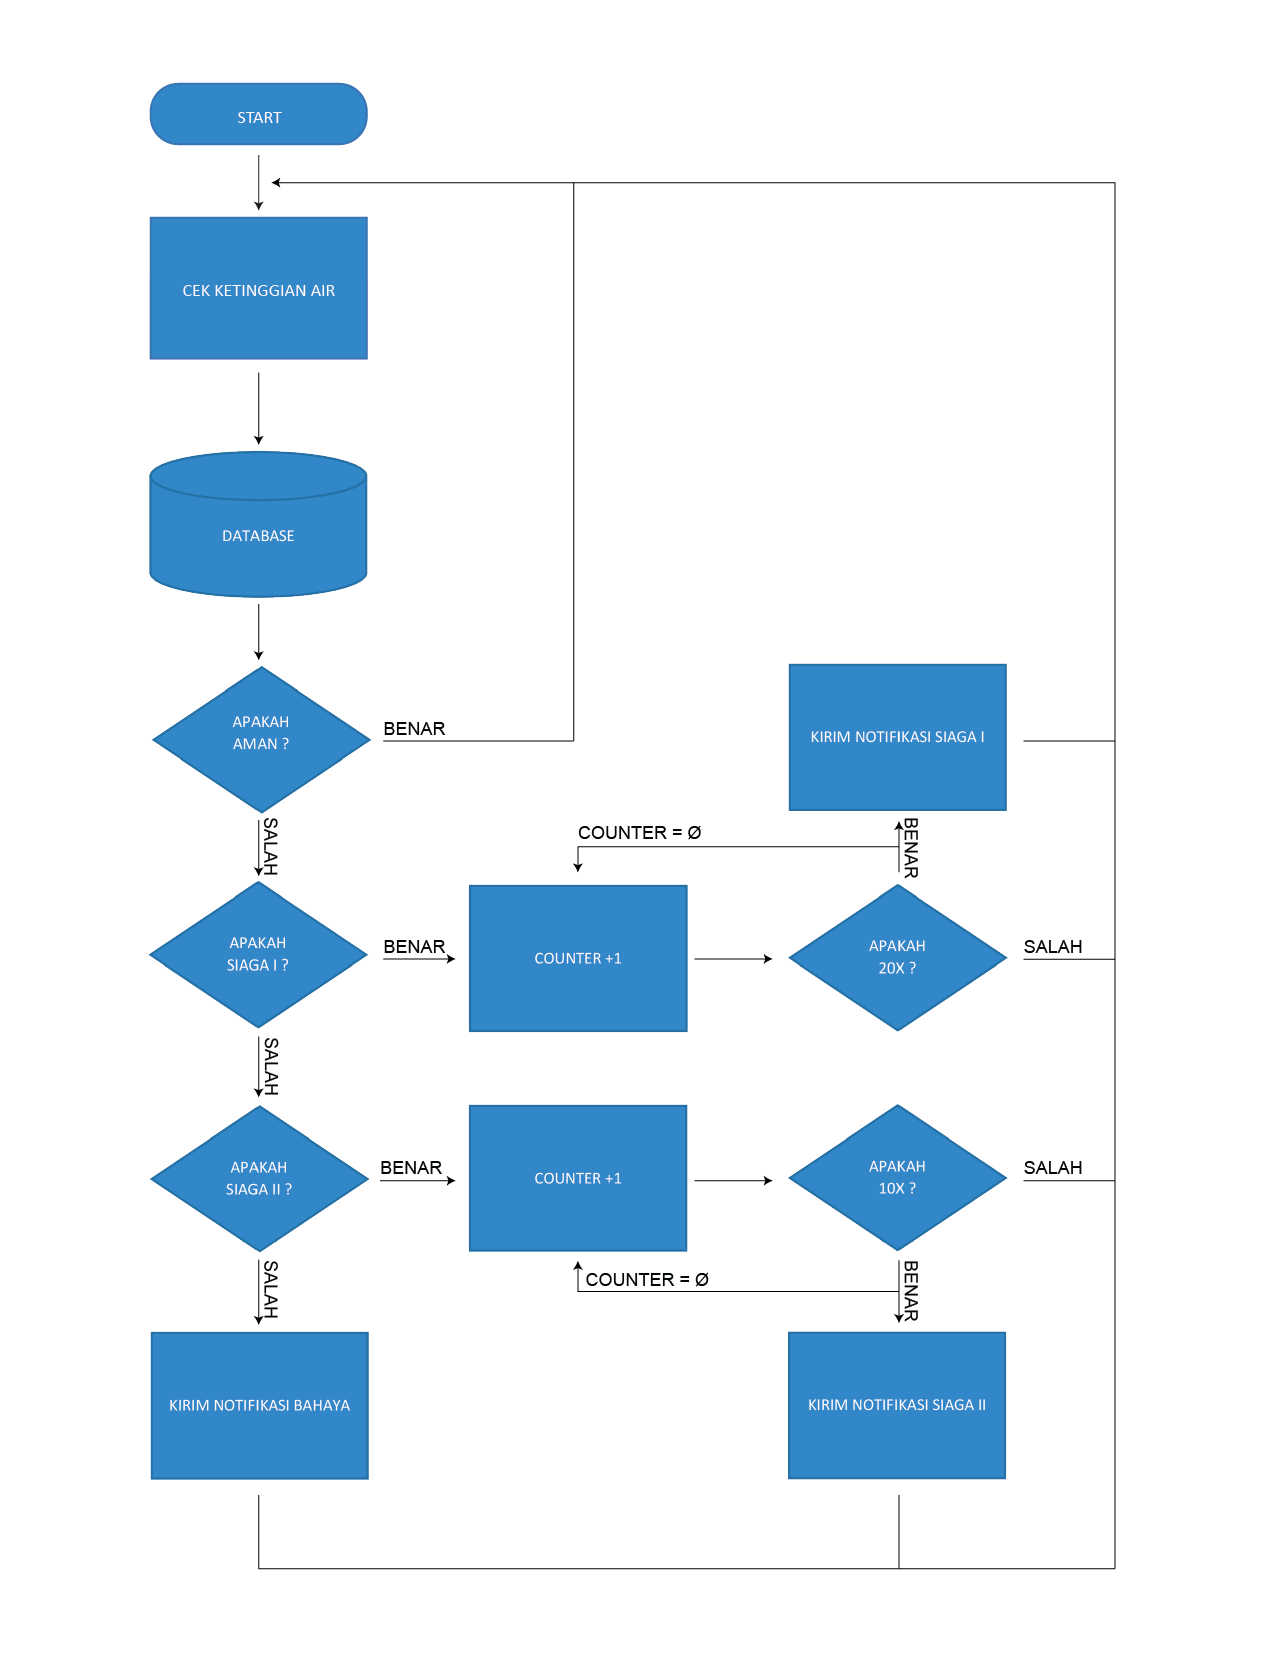 START
CEK KETINGGIAN AIR
DATABASE
APAKAH
AMAN ?
BENAR
KIRIM NOTIFIKASI SIAGA I
SALAH
COUNTER = Ø
BENAR
APAKAH
SIAGA I ?
BENAR
COUNTER +1
APAKAH
20X ?
SALAH
SALAH
APAKAH
SIAGA II ?
BENAR
COUNTER +1
APAKAH
10X ?
SALAH
SALAH
COUNTER = Ø
BENAR
KIRIM NOTIFIKASI BAHAYA
KIRIM NOTIFIKASI SIAGA II